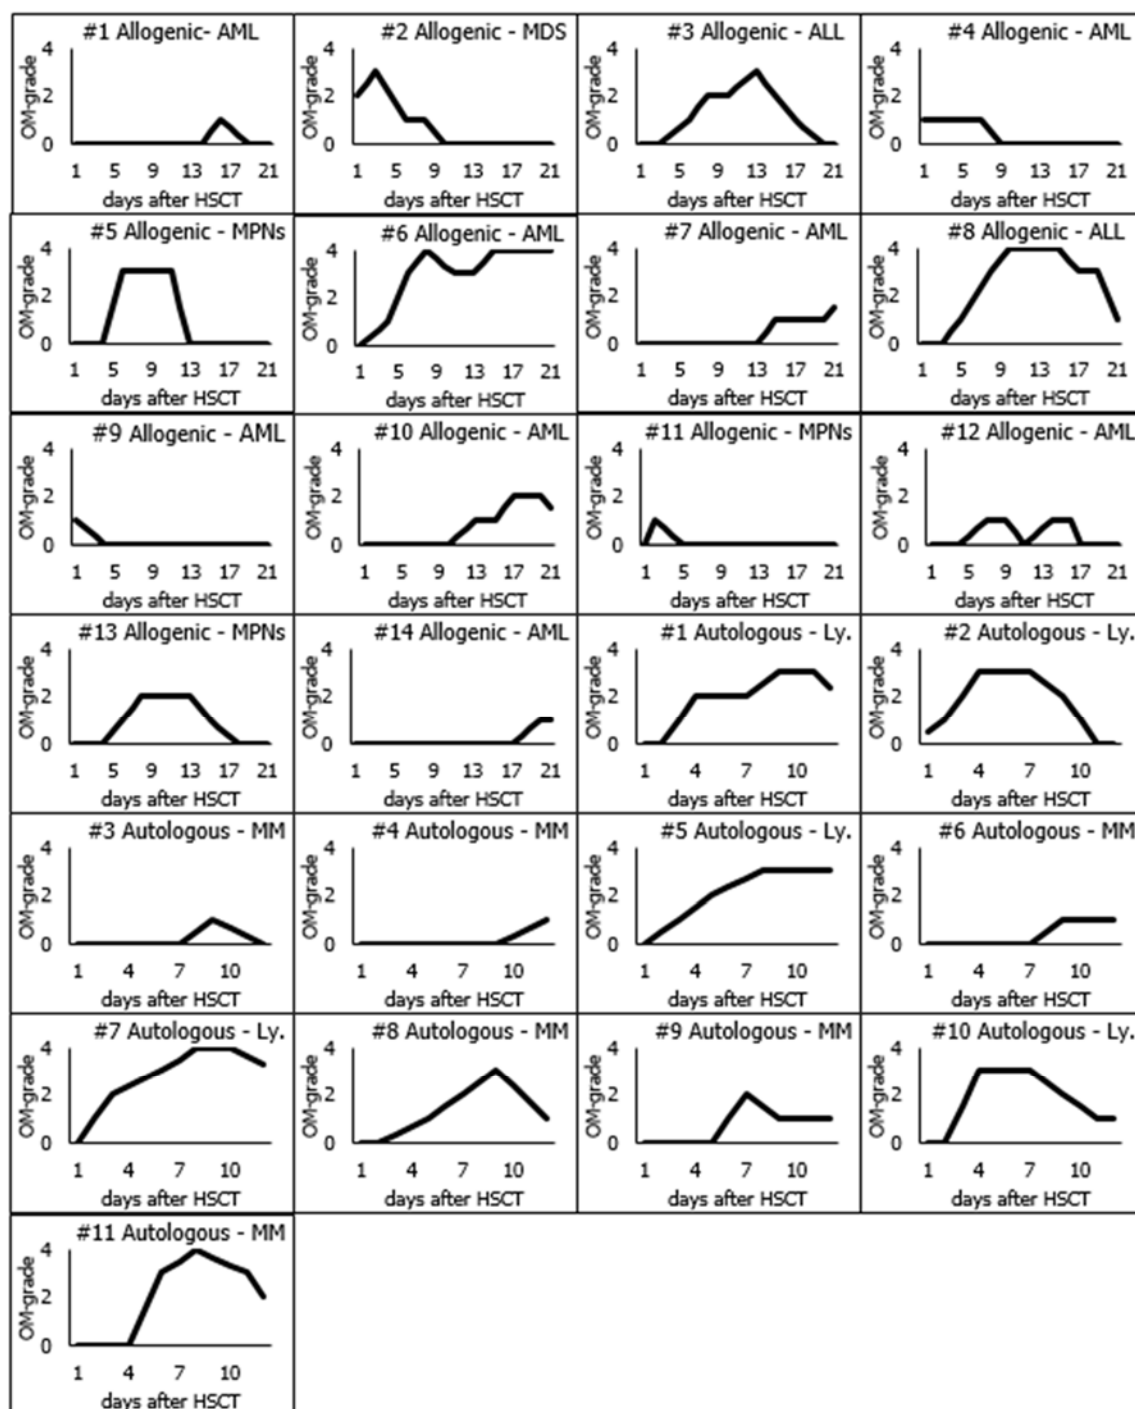 #1 Allogenic- AML
OM-grade
4
2
0
1 5 9 13 17 21
days after HSCT
#2 Allogenic - MDS
OM-grade
4
2
0
1 5 9 13 17 21
days after HSCT
#3 Allogenic - ALL
OM-grade
4
2
0
1 5 9 13 17 21
days after HSCT
#4 Allogenic - AML
OM-grade
4
2
0
1 5 9 13 17 21
days after HSCT
#5 Allogenic - MPNs
OM-grade
4
2
0
1 5 9 13 17 21
days after HSCT
#6 Allogenic - AML
OM-grade
4
2
0
1 5 9 13 17 21
days after HSCT
#7 Allogenic - AML
OM-grade
4
2
0
1 5 9 13 17 21
days after HSCT
#8 Allogenic - ALL
OM-grade
4
2
0
1 5 9 13 17 21
days after HSCT
#9 Allogenic - AML
OM-grade
4
2
0
1 5 9 13 17 21
days after HSCT
#10 Allogenic - AML
OM-grade
4
2
0
1 5 9 13 17 21
days after HSCT
#11 Allogenic - MPNs
OM-grade
4
2
0
1 5 9 13 17 21
days after HSCT
#12 Allogenic - AML
OM-grade
4
2
0
1 5 9 13 17 21
days after HSCT
#13 Allogenic - MPNs
OM-grade
4
2
0
1 5 9 13 17 21
days after HSCT
#14 Allogenic - AML
OM-grade
4
2
0
1 5 9 13 17 21
days after HSCT
#1 Autologous - Ly.
OM-grade
4
2
0
1 4 7 10
days after HSCT
#2 Autologous - Ly.
OM-grade
4
2
0
1 4 7 10
days after HSCT
#3 Autologous - MM
OM-grade
4
2
0
1 4 7 10
days after HSCT
#4 Autologous - MM
OM-grade
4
2
0
1 4 7 10
days after HSCT
#5 Autologous - Ly.
OM-grade
4
2
0
1 4 7 10
days after HSCT
#6 Autologous - MM
OM-grade
4
2
0
1 4 7 10
days after HSCT
#7 Autologous - Ly.
OM-grade
4
2
0
1 4 7 10
days after HSCT
#8 Autologous - MM
OM-grade
4
2
0
1 4 7 10
days after HSCT
#9 Autologous - MM
OM-grade
4
2
0
1 4 7 10
days after HSCT
#10 Autologous - Ly.
OM-grade
4
2
0
1 4 7 10
days after HSCT
#11 Autologous - MM
OM-grade
4
2
0
1 4 7 10
days after HSCT